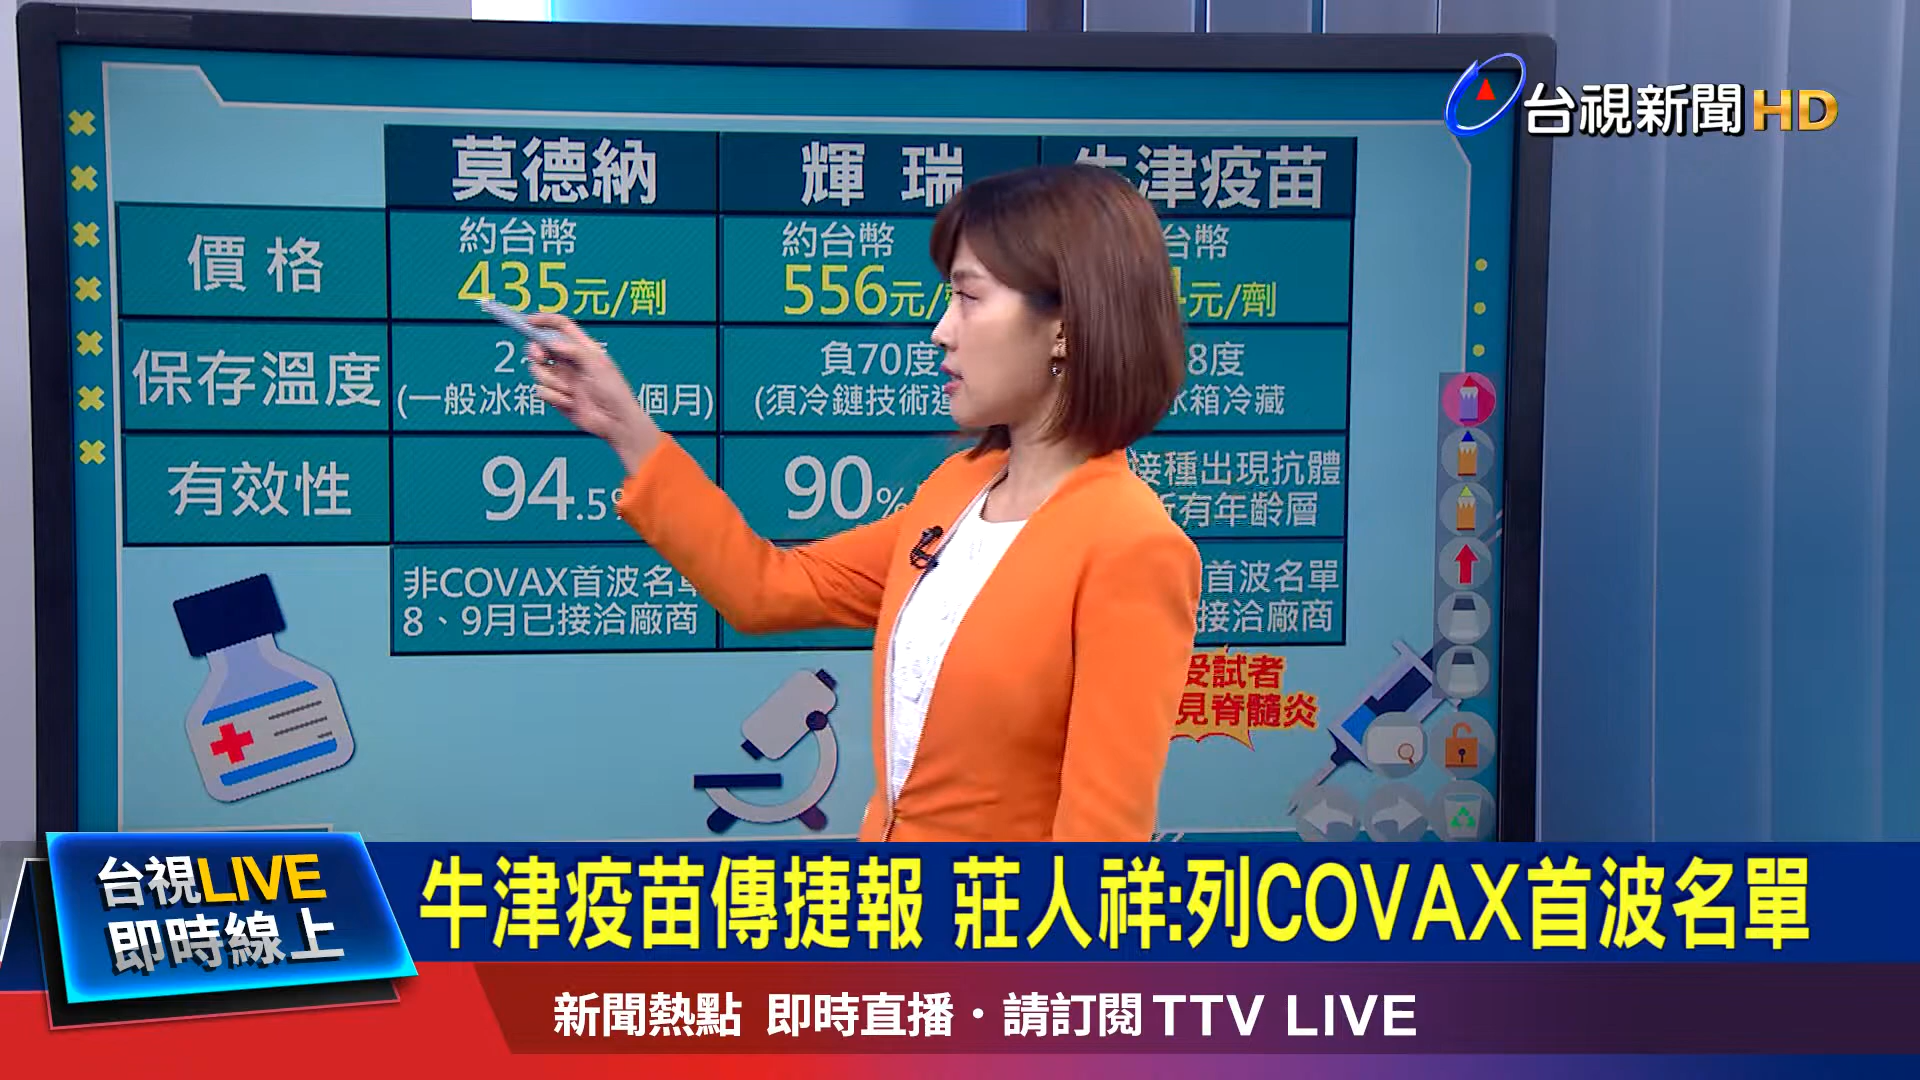 台視新聞HD
莫德納
輝 瑞
津疫苗
價格
約台幣
435元/劑
約台幣
556元/
台幣
元/劑
保存溫度
2
(一般冰箱 個月)
負70度
(須冷鏈技術
8度
冰箱冷藏
有效性
94.5
90%
接種出現抗體
所有年齡層
非COVAX首波名單
8、9月已接洽廠商
首波名單
接洽廠商
受試者
見脊髓炎
台視LIVE
即時線上
牛津疫苗傳捷報 莊人祥:列COVAX首波名單
新聞熱點 即時直播・請訂閱TTV LIVE